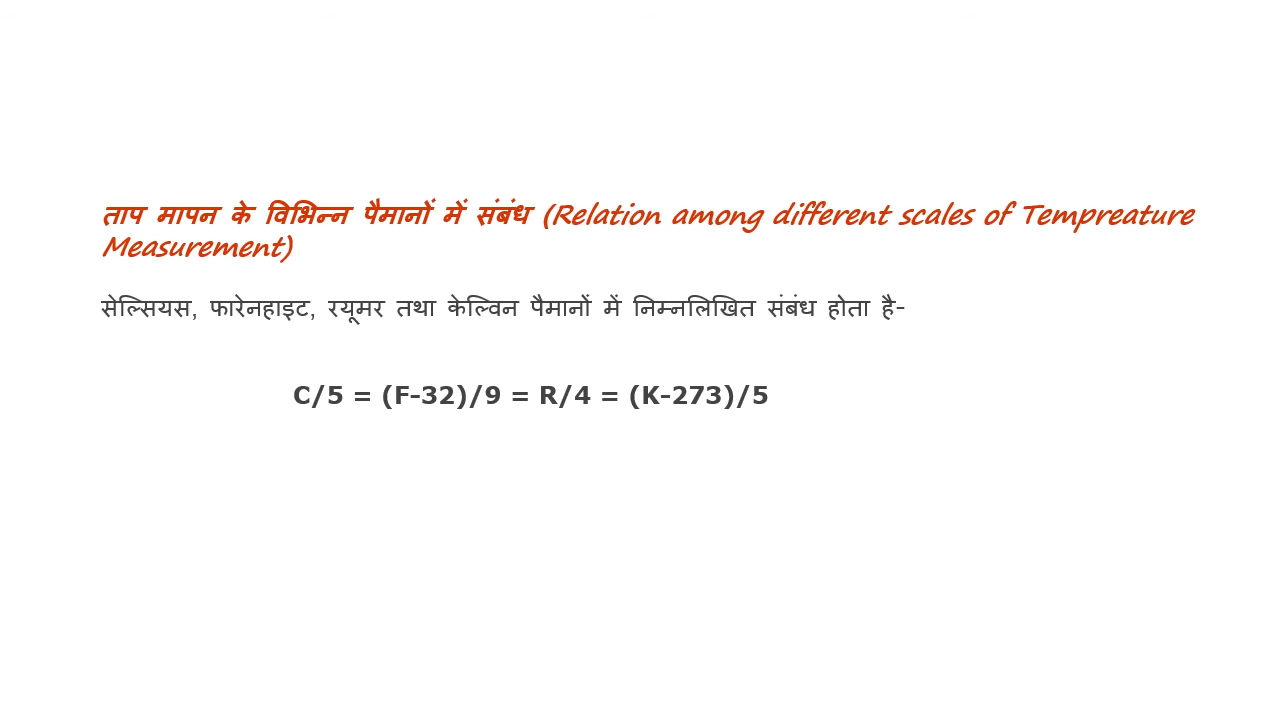 ताप मापन के विभिन्न पैमानों में संबंध (Relation among different scales of Tempreature
Measurement)
सेल्सियस, फारेनहाइट, रयूमर तथा केल्विन पैमानों में निम्नलिखित संबंध होता है–
C/5 = (F–32)/9 = R/4 = (K–273)/5